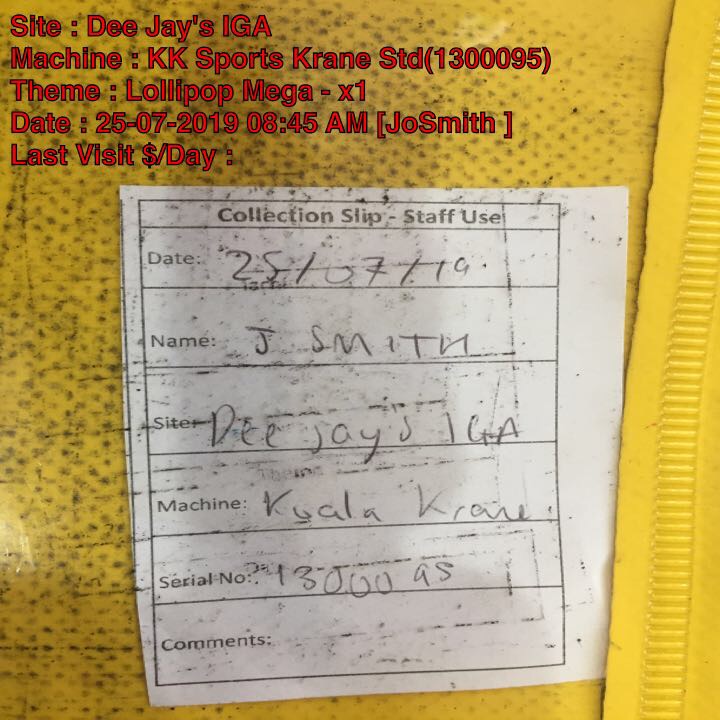 Site : Dee Jay's IGA
Machine : KK Sports Krane Std(1300095)
Theme : Lollipop Mega - x1
Date : 25-07-2019 08:45 AM [JoSmith ]
Last Visit $/Day :
Collection Slip - Staff Use
Date: 25/07/19
Name: J SMITH
Site: Dee Jay's IGA
Machine: Koala Krane
Serial No: 1300095
Comments: